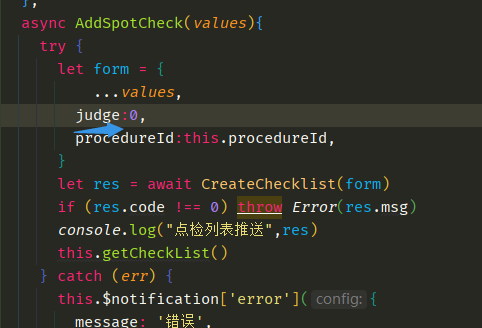 },
async AddSpotCheck(values){
try {
let form = {
...values,
judge:0,
procedureId:this.procedureId,
}
let res = await CreateChecklist(form)
if (res.code !== 0) throw Error(res.msg)
console.log("点检列表推送",res)
this.getCheckList()
} catch (err) {
this.$notification['error']( config: {
message: '错误',